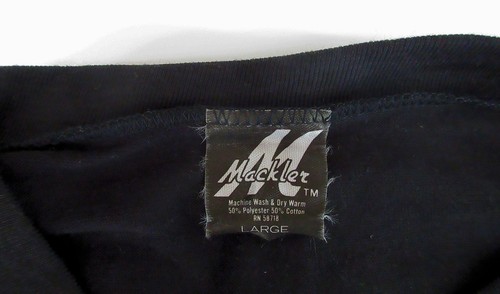 M
Mackler
TM
Machine Wash & Dry Warm
50% Polyester 50% Cotton
RN 58718
LARGE